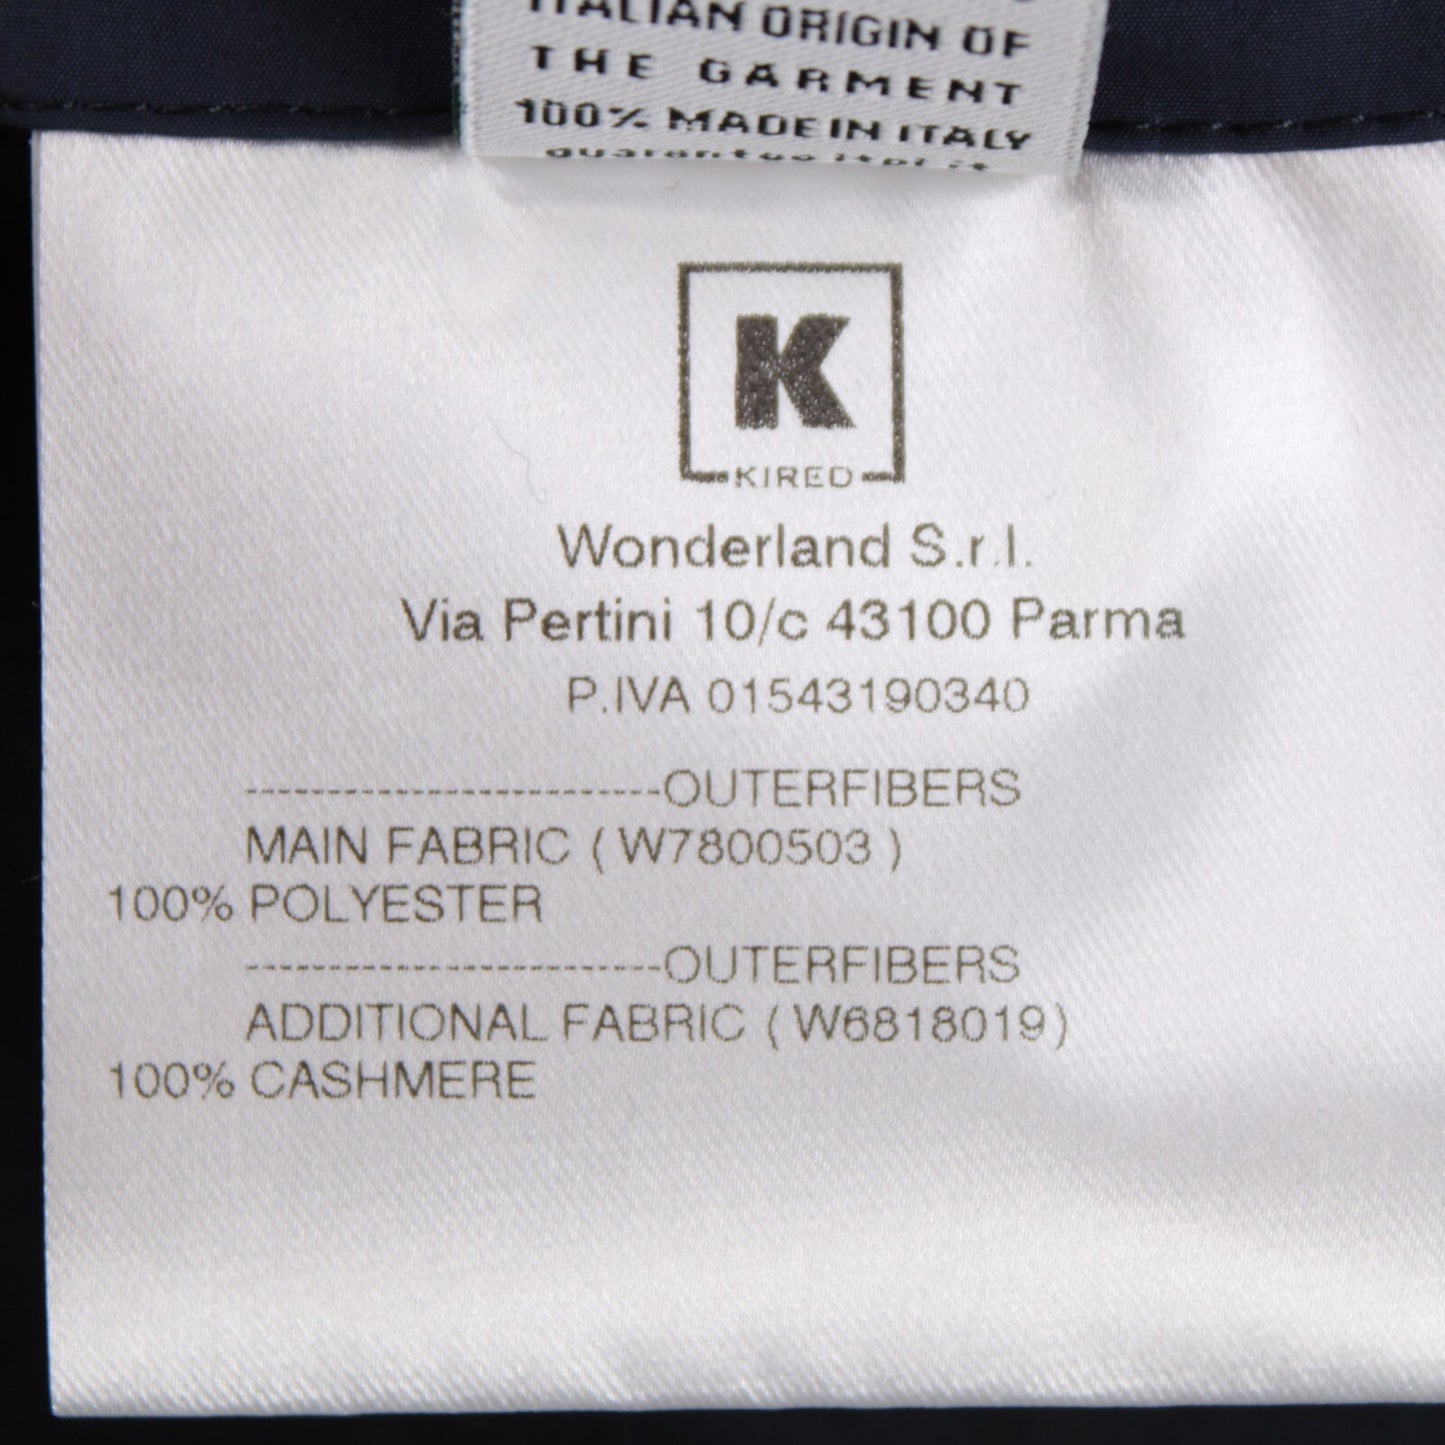 ITALIAN ORIGIN OF
THE GARMENT
100% MADE IN ITALY
K
KIRED
Wonderland S.r.l.
Via Pertini 10/c 43100 Parma
P.IVA 01543190340
-------------------------OUTERFIBERS
MAIN FABRIC ( W7800503 )
100% POLYESTER
-------------------------OUTERFIBERS
ADDITIONAL FABRIC ( W6818019 )
100% CASHMERE